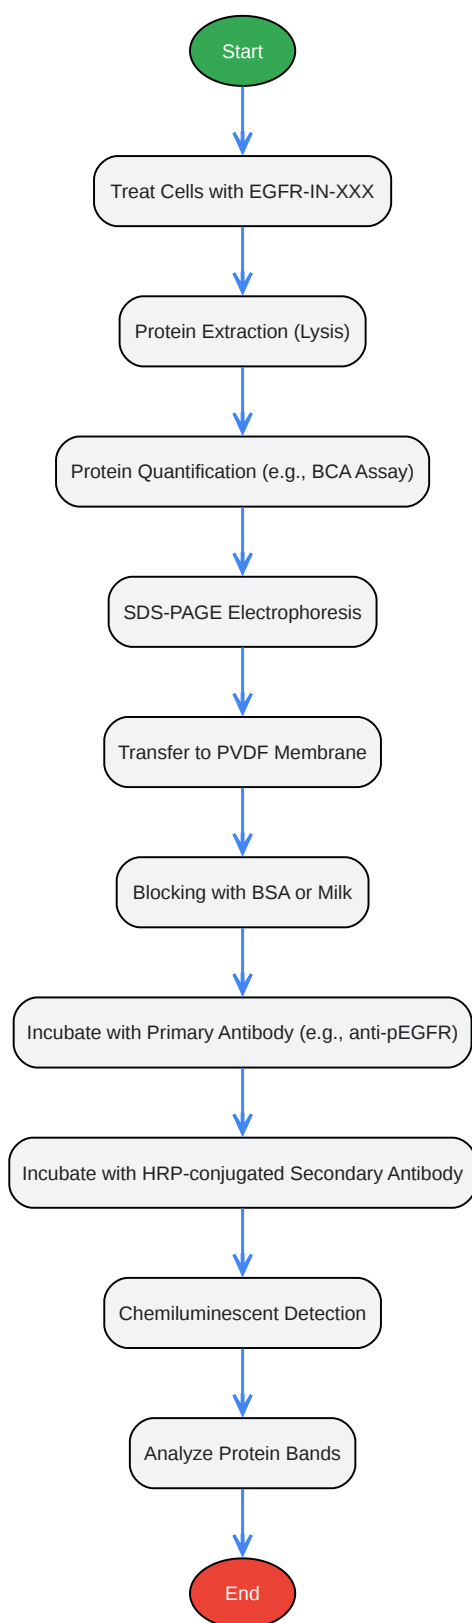 Start
Treat Cells with EGFR-IN-XXX
Protein Extraction (Lysis)
Protein Quantification (e.g., BCA Assay)
SDS-PAGE Electrophoresis
Transfer to PVDF Membrane
Blocking with BSA or Milk
Incubate with Primary Antibody (e.g., anti-pEGFR)
Incubate with HRP-conjugated Secondary Antibody
Chemiluminescent Detection
Analyze Protein Bands
End